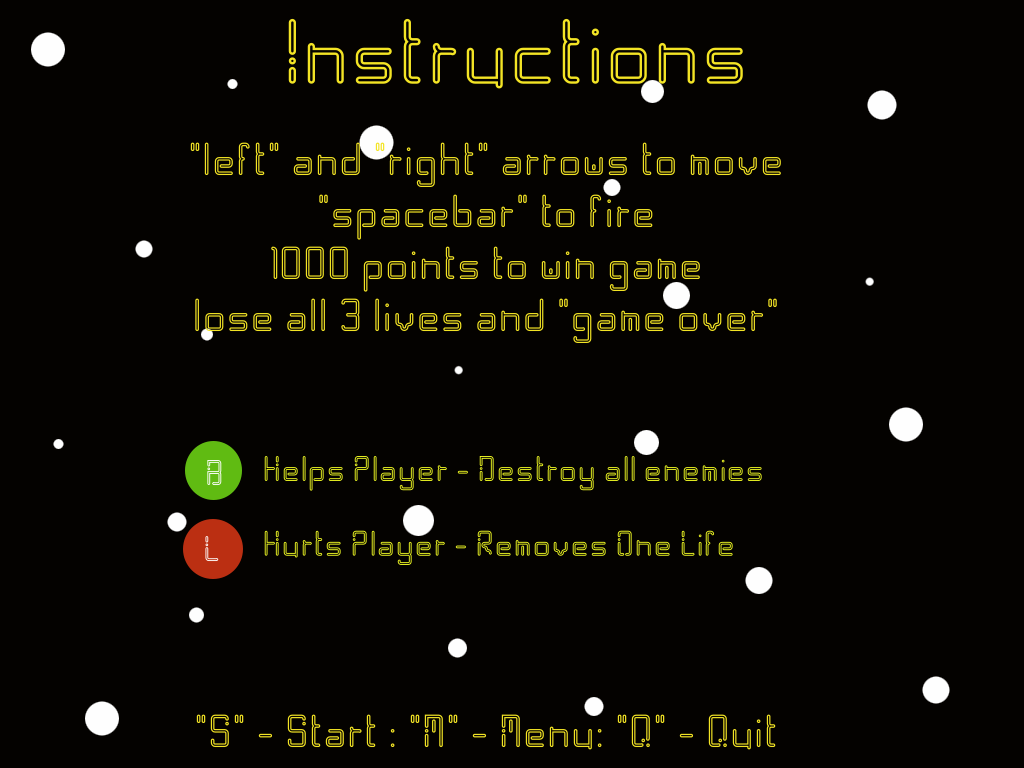 Instructions
"left" and "right" arrows to move
"spacebar" to fire
1000 points to win game
lose all 3 lives and "game over"
A Helps Player - Destroy all enemies
L Hurts Player - Removes One Life
"S" - Start : "M" - Menu: "Q" - Quit